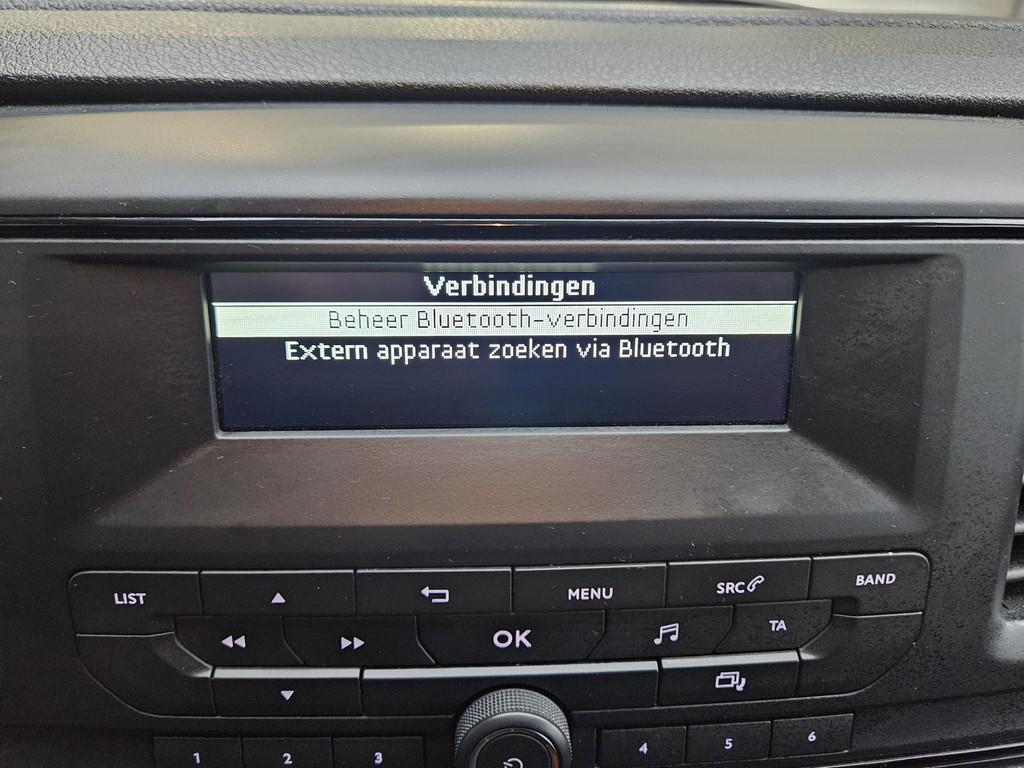 Verbindingen
Beheer Bluetooth-verbindingen
Extern apparaat zoeken via Bluetooth
LIST
MENU
SRC
BAND
OK
TA
1
2
3
4
5
6